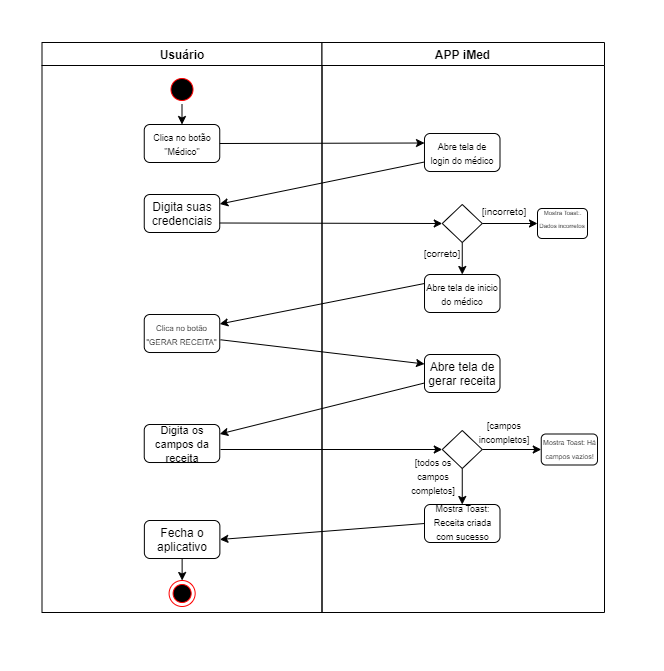 Usuário
APP iMed
Clica no botão
"Médico"
Abre tela de
login do médico
Digita suas
credenciais
[incorreto]
Mostra Toast:.
Dados incorretos
[correto]
Abre tela de inicio
do médico
Clica no botão
"GERAR RECEITA"
Abre tela de
gerar receita
Digita os
campos da
receita
[campos
incompletos]
Mostra Toast: Há
campos vazios!
[todos os
campos
completos]
Mostra Toast:
Receita criada
com sucesso
Fecha o
aplicativo